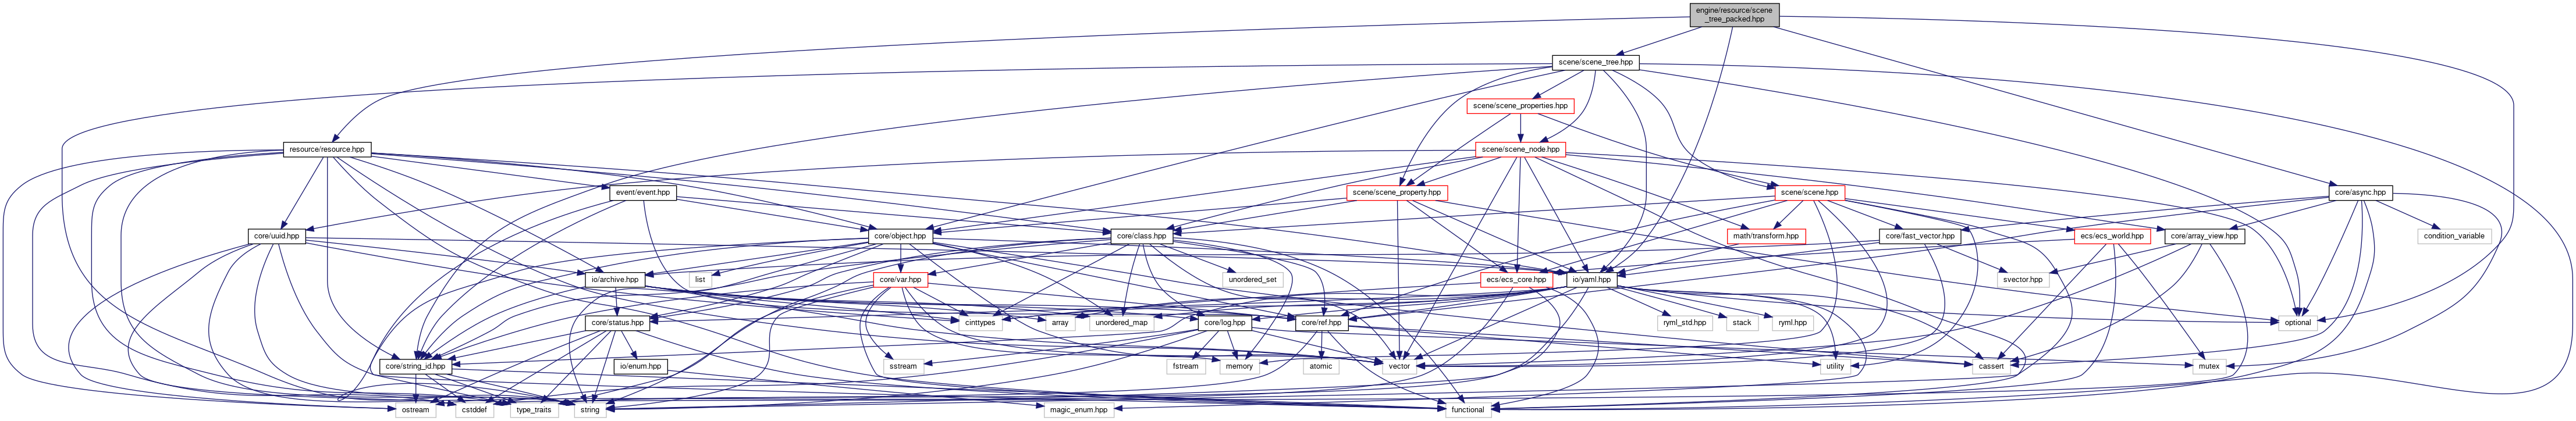 engine/resource/scene
_tree_packed.hpp
scene/scene_tree.hpp
scene/scene_properties.hpp
resource/resource.hpp
scene/scene_node.hpp
event/event.hpp
scene/scene_property.hpp
scene/scene.hpp
core/async.hpp
core/uuid.hpp
core/object.hpp
core/class.hpp
math/transform.hpp
core/fast_vector.hpp
ecs/ecs_world.hpp
core/array_view.hpp
condition_variable
list
io/archive.hpp
core/var.hpp
unordered_set
ecs/ecs_core.hpp
io/yaml.hpp
svector.hpp
core/status.hpp
cinttypes
array
unordered_map
core/log.hpp
core/ref.hpp
ryml_std.hpp
stack
ryml.hpp
optional
core/string_id.hpp
io/enum.hpp
sstream
fstream
memory
atomic
vector
utility
cassert
mutex
ostream
cstddef
type_traits
string
magic_enum.hpp
functional